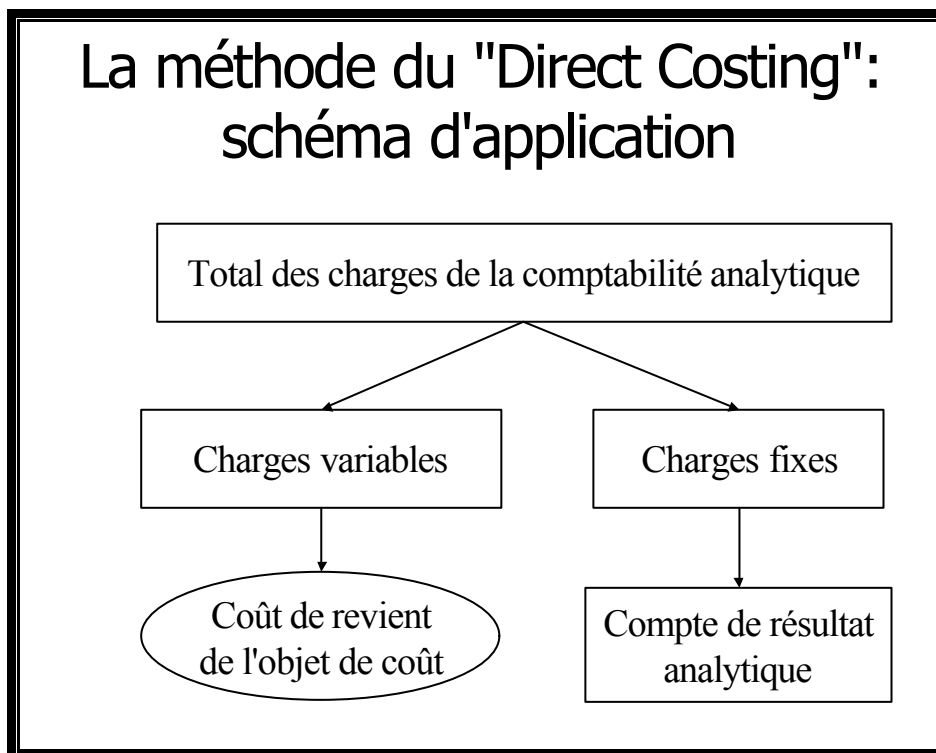 La méthode du "Direct Costing":
schéma d'application
Total des charges de la comptabilité analytique
Charges variables
Charges fixes
Coût de revient
de l'objet de coût
Compte de résultat
analytique